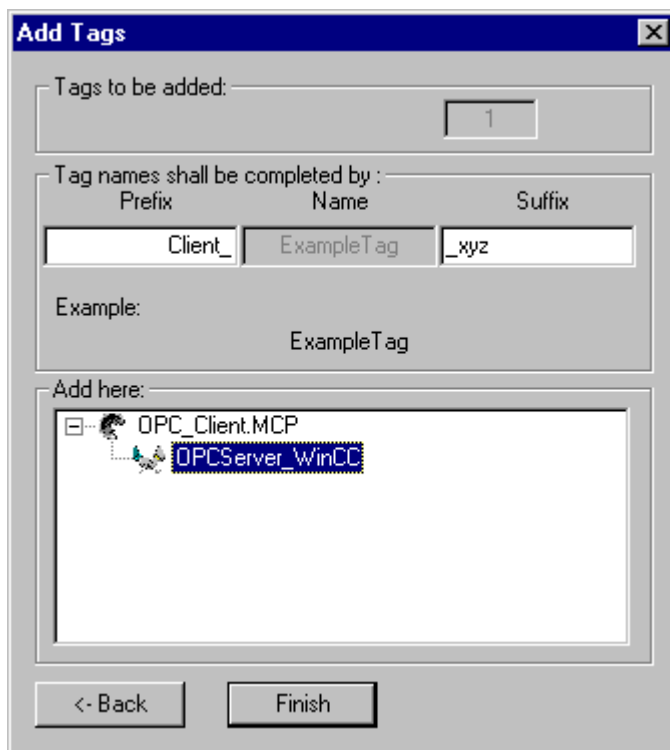 Add Tags
Tags to be added:
1
Tag names shall be completed by :
Prefix Name Suffix
Client_ ExampleTag _xyz
Example:
ExampleTag
Add here:
OPC_Client.MCP
OPCServer_WinCC
<- Back Finish